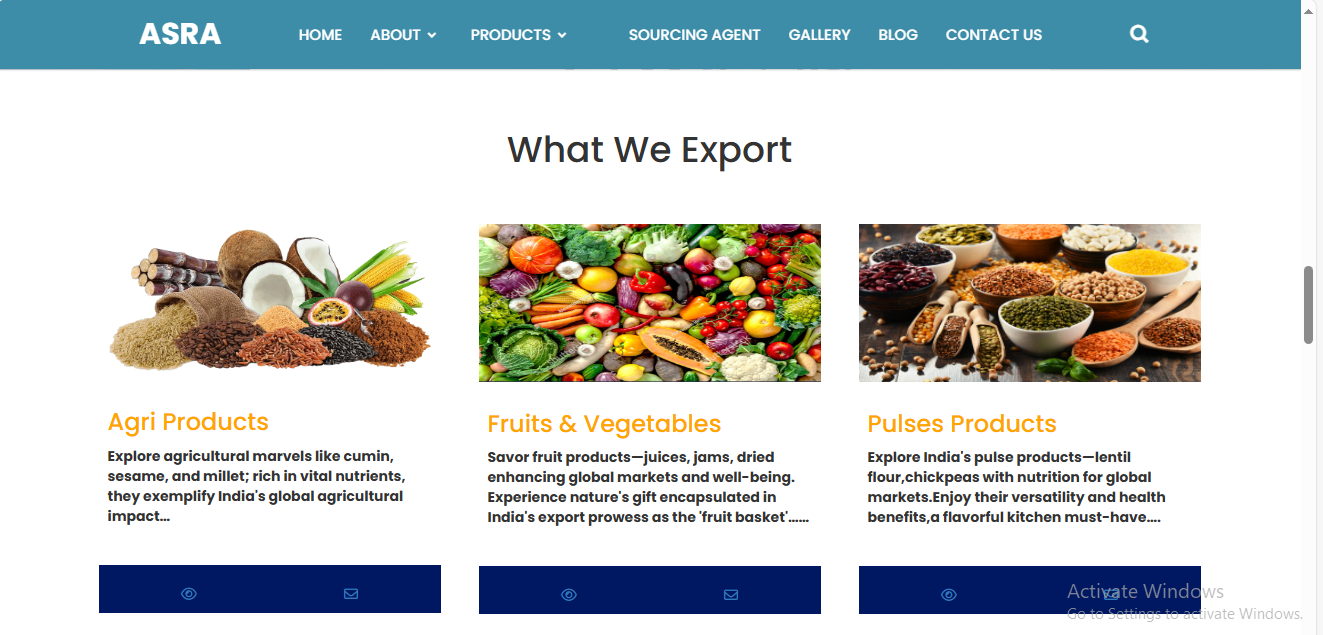 ASRA
HOME ABOUT PRODUCTS SOURCING AGENT GALLERY BLOG CONTACT US
What We Export
Agri Products
Explore agricultural marvels like cumin,
sesame, and millet; rich in vital nutrients,
they exemplify India's global agricultural
impact...
Fruits & Vegetables
Savor fruit products—juices, jams, dried
enhancing global markets and well-being.
Experience nature's gift encapsulated in
India's export prowess as the 'fruit basket'......
Pulses Products
Explore India's pulse products—lentil
flour,chickpeas with nutrition for global
markets.Enjoy their versatility and health
benefits,a flavorful kitchen must-have....
Activate Windows
Go to Settings to activate Windows.